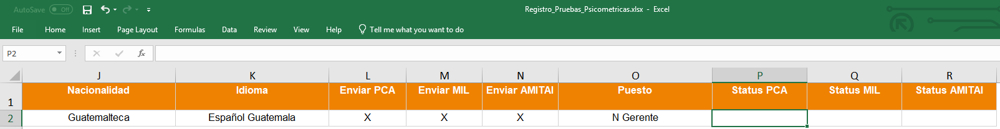 AutoSave Off
Registro_Pruebas_Psicometricas.xlsx - Excel
File Home Insert Page Layout Formulas Data Review View Help Tell me what you want to do
P2 fx
J K L M N O P Q R
1 Nacionalidad Idioma Enviar PCA Enviar MIL Enviar AMITAI Puesto Status PCA Status MIL Status AMITAI
2 Guatemalteca Español Guatemala X X X N Gerente